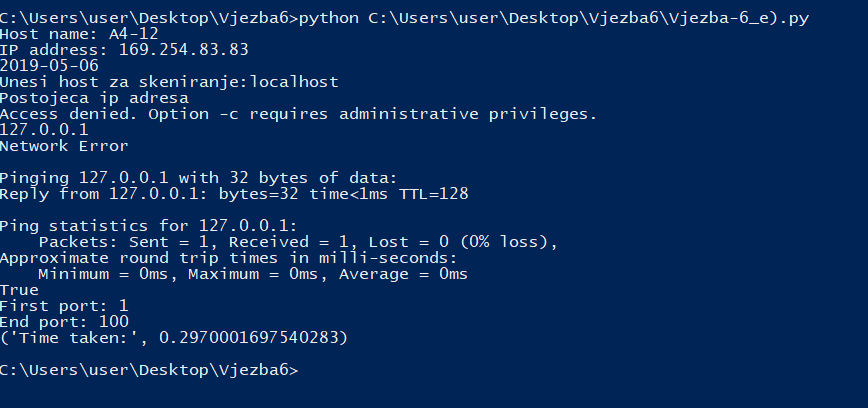 C:\Users\user\Desktop\Vjezba6>python C:\Users\user\Desktop\Vjezba6\Vjezba-6_e).py
Host name: A4-12
IP address: 169.254.83.83
2019-05-06
Unesi host za skeniranje:localhost
Postojeca ip adresa
Access denied. Option -c requires administrative privileges.
127.0.0.1
Network Error
Pinging 127.0.0.1 with 32 bytes of data:
Reply from 127.0.0.1: bytes=32 time<1ms TTL=128
Ping statistics for 127.0.0.1:
    Packets: Sent = 1, Received = 1, Lost = 0 (0% loss),
Approximate round trip times in milli-seconds:
    Minimum = 0ms, Maximum = 0ms, Average = 0ms
True
First port: 1
End port: 100
('Time taken:', 0.2970001697540283)
C:\Users\user\Desktop\Vjezba6>